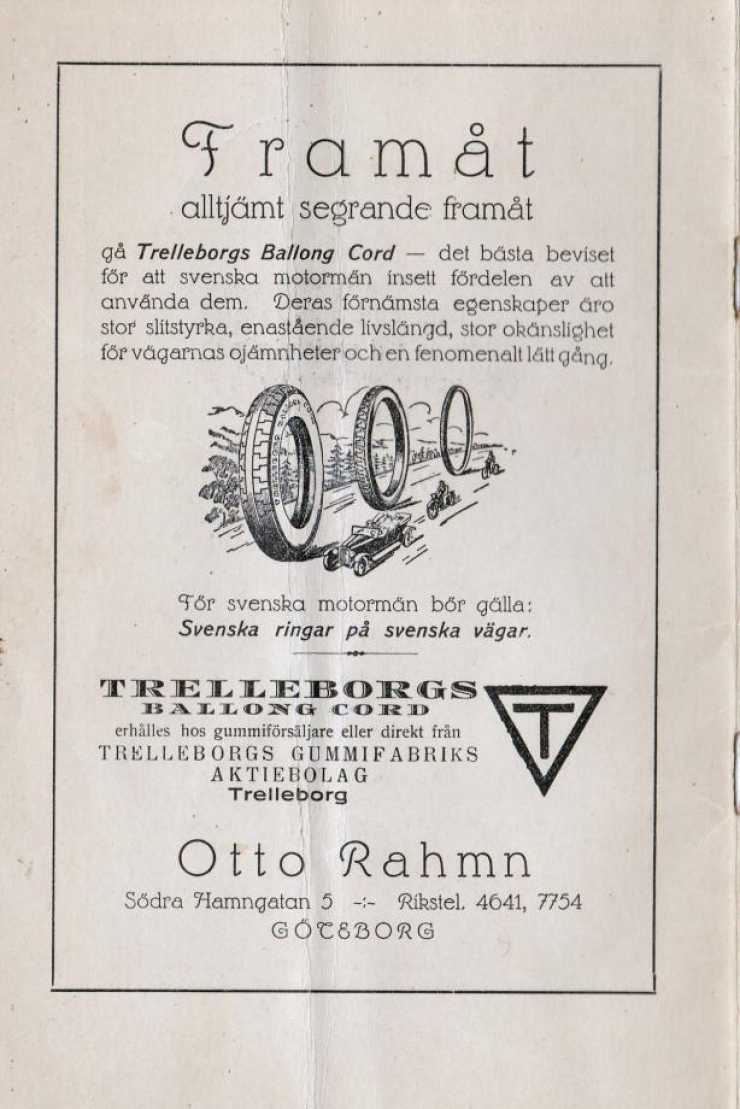 Framåt
alltjämt segrande framåt
gå Trelleborgs Ballong Cord — det bästa beviset
för att svenska motormän insett fördelen av att
använda dem. Deras förnämsta egenskaper äro
stor slitstyrka, enastående livslängd, stor okänslighet
för vägarnas ojämnheter och en fenomenalt lätt gång.
För svenska motormän bör gälla:
Svenska ringar på svenska vägar.
TRELLEBORGS
BALLONG CORD
erhålles hos gummiförsäljare eller direkt från
TRELLEBORGS GUMMIFABRIKS
AKTIEBOLAG
Trelleborg
T
Otto Rahmn
Södra Hamngatan 5 -:- Rikstel. 4641, 7754
GÖTEBORG